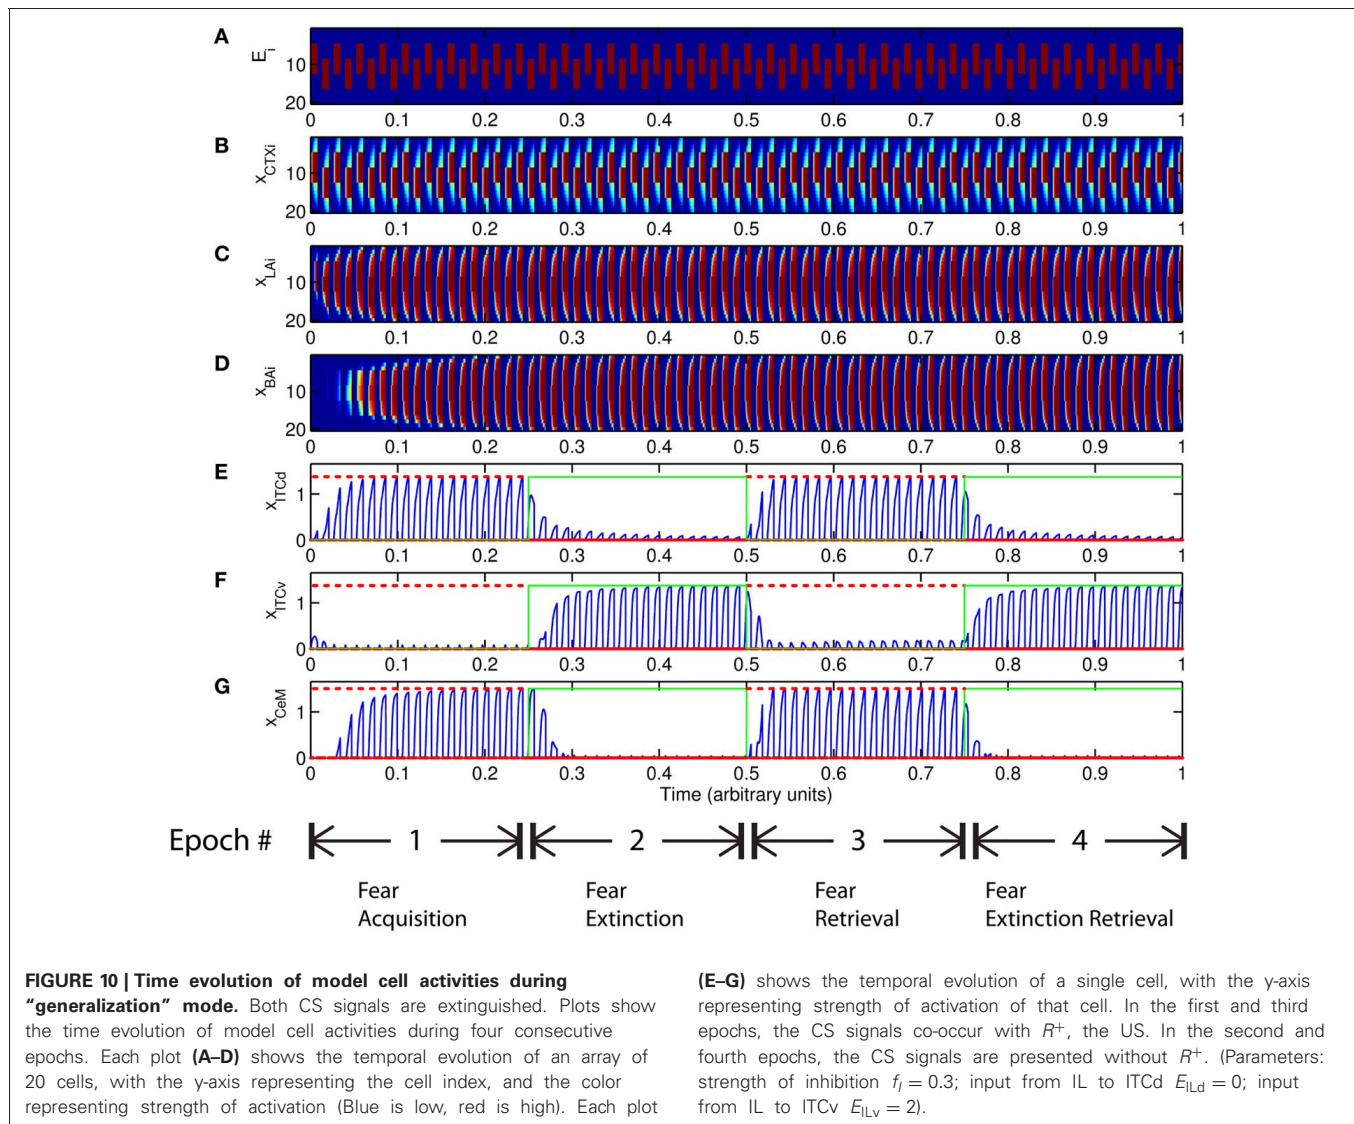 A
E_i
10
20
0 0.1 0.2 0.3 0.4 0.5 0.6 0.7 0.8 0.9 1
B
x_CTXi
10
20
0 0.1 0.2 0.3 0.4 0.5 0.6 0.7 0.8 0.9 1
C
x_LAi
10
20
0 0.1 0.2 0.3 0.4 0.5 0.6 0.7 0.8 0.9 1
D
x_BAi
10
20
0 0.1 0.2 0.3 0.4 0.5 0.6 0.7 0.8 0.9 1
E
x_ITCd
1
0
0 0.1 0.2 0.3 0.4 0.5 0.6 0.7 0.8 0.9 1
F
x_ITCv
1
0
0 0.1 0.2 0.3 0.4 0.5 0.6 0.7 0.8 0.9 1
G
x_CeM
1
0
0 0.1 0.2 0.3 0.4 0.5 0.6 0.7 0.8 0.9 1
Time (arbitrary units)
Epoch # 1 2 3 4
Fear Acquisition
Fear Extinction
Fear Retrieval
Fear Extinction Retrieval
FIGURE 10 | Time evolution of model cell activities during
"generalization" mode. Both CS signals are extinguished. Plots show
the time evolution of model cell activities during four consecutive
epochs. Each plot (A–D) shows the temporal evolution of an array of
20 cells, with the y-axis representing the cell index, and the color
representing strength of activation (Blue is low, red is high). Each plot
(E–G) shows the temporal evolution of a single cell, with the y-axis
representing strength of activation of that cell. In the first and third
epochs, the CS signals co-occur with R+, the US. In the second and
fourth epochs, the CS signals are presented without R+. (Parameters:
strength of inhibition f_I = 0.3; input from IL to ITCd E_ILd = 0; input
from IL to ITCv E_ILv = 2).